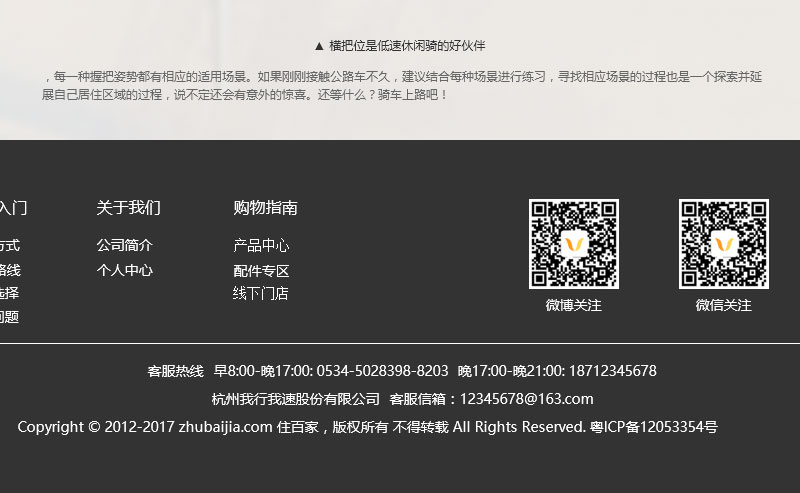 ▲ 横把位是低速休闲骑的好伙伴
，每一种握把姿势都有相应的适用场景。如果刚刚接触公路车不久，建议结合每种场景进行练习，寻找相应场景的过程也是一个探索并延
展自己居住区域的过程，说不定还会有意外的惊喜。还等什么？骑车上路吧！
入门 关于我们 购物指南
方式 公司简介 产品中心
路线 个人中心 配件专区
选择 线下门店
问题
微博关注 微信关注
客服热线 早8:00-晚17:00: 0534-5028398-8203 晚17:00-晚21:00: 18712345678
杭州我行我速股份有限公司 客服信箱：12345678@163.com
Copyright © 2012-2017 zhubaijia.com 住百家，版权所有 不得转载 All Rights Reserved. 粤ICP备12053354号